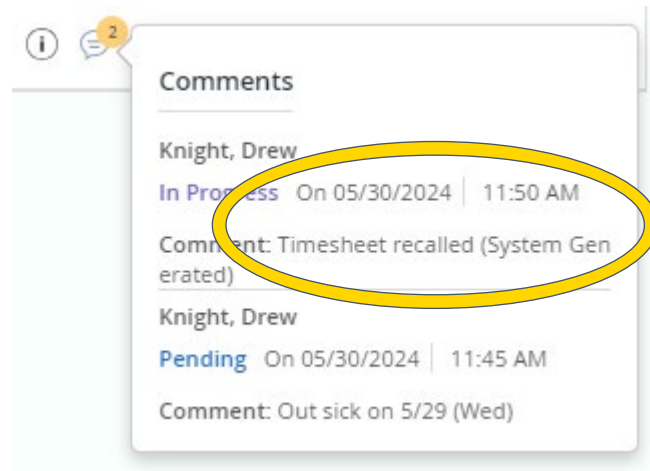 2
Comments
Knight, Drew
In Progress On 05/30/2024 11:50 AM
Comment: Timesheet recalled (System Gen
erated)
Knight, Drew
Pending On 05/30/2024 11:45 AM
Comment: Out sick on 5/29 (Wed)